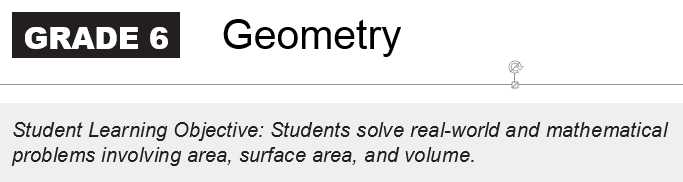 GRADE 6 Geometry
Student Learning Objective: Students solve real-world and mathematical
problems involving area, surface area, and volume.